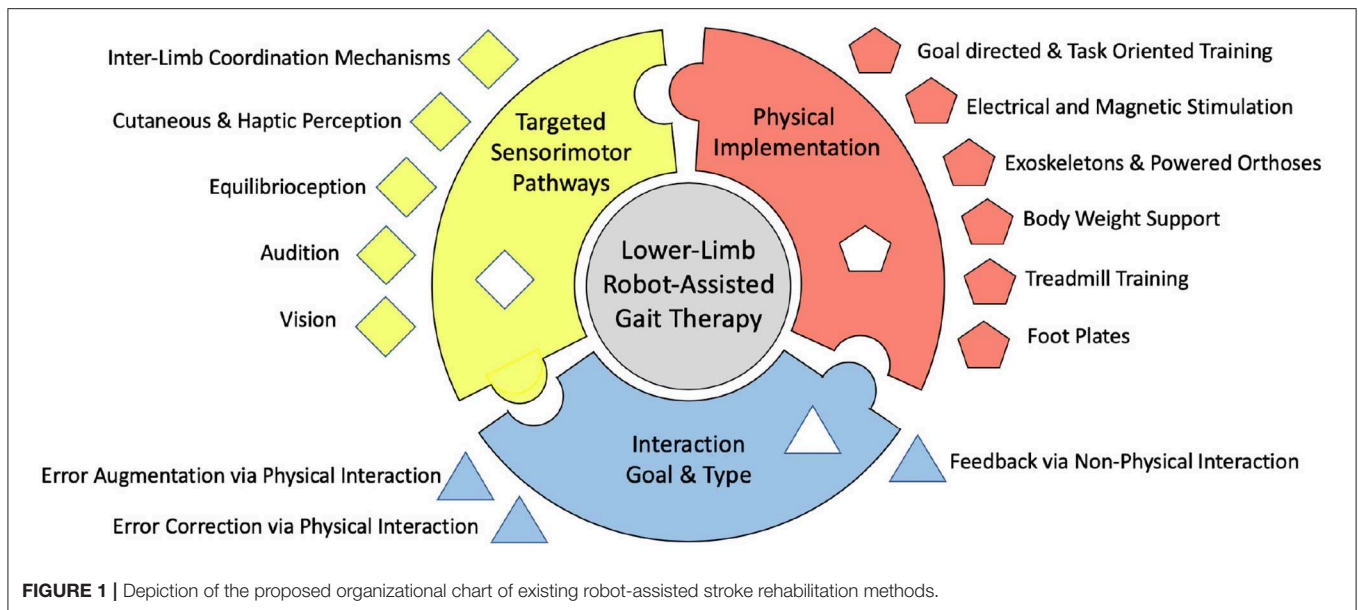 Inter-Limb Coordination Mechanisms
Cutaneous & Haptic Perception
Equilibrioception
Audition
Vision
Targeted
Sensorimotor
Pathways
Physical
Implementation
Goal directed & Task Oriented Training
Electrical and Magnetic Stimulation
Exoskeletons & Powered Orthoses
Body Weight Support
Treadmill Training
Foot Plates
Lower-Limb
Robot-Assisted
Gait Therapy
Interaction
Goal & Type
Error Augmentation via Physical Interaction
Error Correction via Physical Interaction
Feedback via Non-Physical Interaction
FIGURE 1 | Depiction of the proposed organizational chart of existing robot-assisted stroke rehabilitation methods.